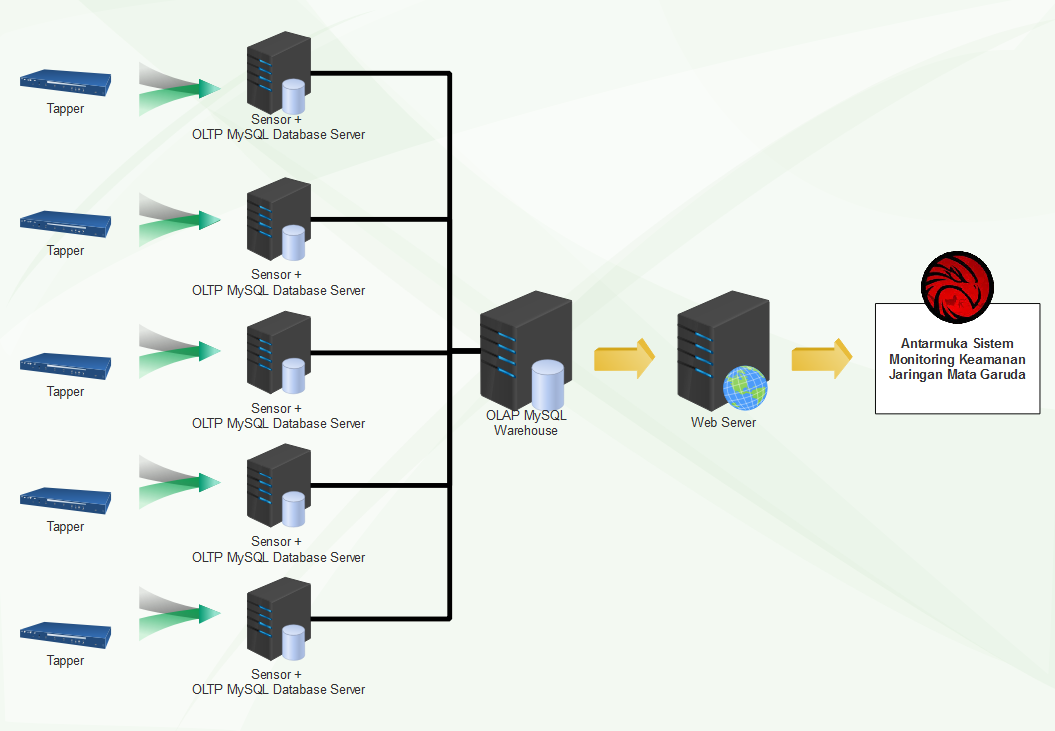 Tapper
Sensor +
OLTP MySQL Database Server
Tapper
Sensor +
OLTP MySQL Database Server
Tapper
Sensor +
OLTP MySQL Database Server
Tapper
Sensor +
OLTP MySQL Database Server
Tapper
Sensor +
OLTP MySQL Database Server
OLAP MySQL
Warehouse
Web Server
Antarmuka Sistem
Monitoring Keamanan
Jaringan Mata Garuda